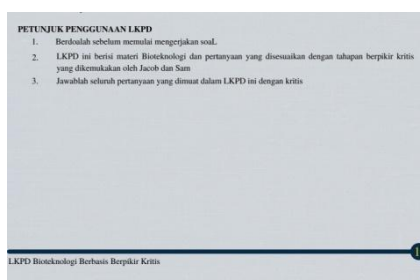 PETUNJUK PENGGUNAAN LKPD
1. Berdoalah sebelum memulai mengerjakan soaL.
2. LKPD ini berisi materi Bioteknologi dan pertanyaan yang disesuaikan dengan tahapan berpikir kritis
yang dikemukakan oleh Jacob dan Sam
3. Jawablah seluruh pertanyaan yang dimuat dalam LKPD ini dengan kritis
1
LKPD Bioteknologi Berbasis Berpikir Kritis